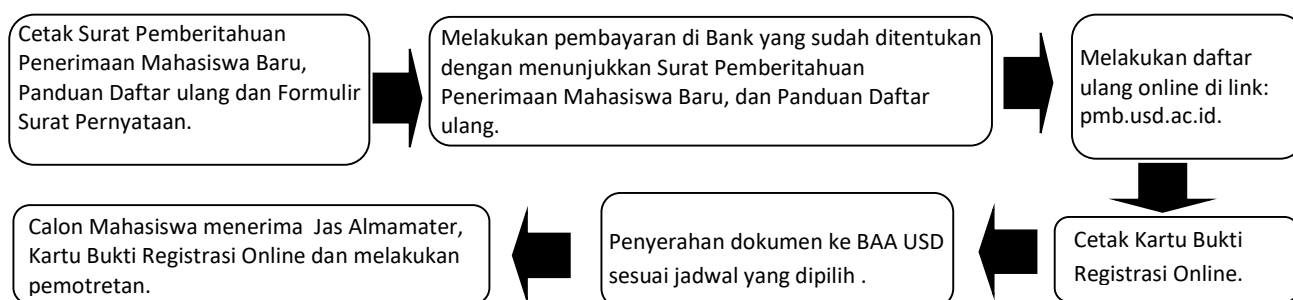 Cetak Surat Pemberitahuan
Penerimaan Mahasiswa Baru,
Panduan Daftar ulang dan Formulir
Surat Pernyataan.
Melakukan pembayaran di Bank yang sudah ditentukan
dengan menunjukkan Surat Pemberitahuan
Penerimaan Mahasiswa Baru, dan Panduan Daftar
ulang.
Melakukan daftar
ulang online di link:
pmb.usd.ac.id.
Cetak Kartu Bukti
Registrasi Online.
Penyerahan dokumen ke BAA USD
sesuai jadwal yang dipilih .
Calon Mahasiswa menerima  Jas Almamater,
Kartu Bukti Registrasi Online dan melakukan
pemotretan.